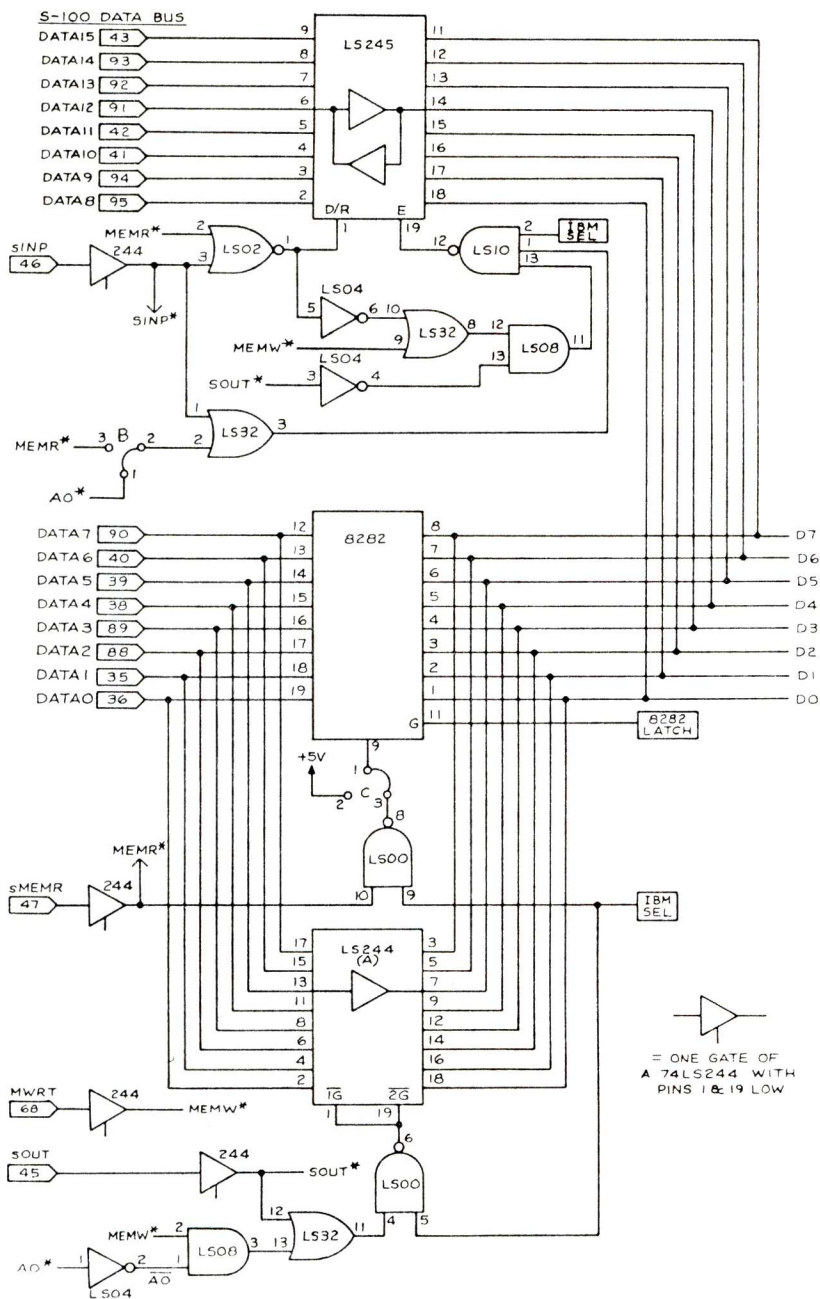 S-100 DATA BUS
DATA15 43 9 LS245 11
DATA14 93 8 12
DATA13 92 7 13
DATA12 91 6 14
DATA11 42 5 15
DATA10 41 4 16
DATA9 94 3 17
DATA8 95 2 18
D/R E
1 19
MEMR* 2
sINP
46
244
3 LS02 1
12 LS10 2 1 13
IBM SEL
SINP*
LS04
5 6 10
LS32 8 12
MEMW* 9
LS08 11
LS04
SOUT* 3 4 13
1
LS32 3
MEMR* 3 B 2 2
1
A0*
DATA7 90 12 8282 8 D7
DATA6 40 13 7 D6
DATA5 39 14 6 D5
DATA4 38 15 5 D4
DATA3 89 16 4 D3
DATA2 88 17 3 D2
DATA1 35 18 2 D1
DATA0 36 19 1 D0
G 11
8282 LATCH
9
+5V
1
2 C 3
8
LS00
10 9
MEMR*
sMEMR
47
244
IBM SEL
17 LS244 3
(A)
15 5
13 7
11 9
8 12
6 14
4 16
2 18
1G 2G
1 19
= ONE GATE OF
A 74LS244 WITH
PINS 1 & 19 LOW
MWRT
68
244
MEMW*
6
LS00
4 5
sOUT
45
244
SOUT*
12
LS32 11
13
MEMW* 2
LS08 3
1
A0* 1 2
A0
LS04